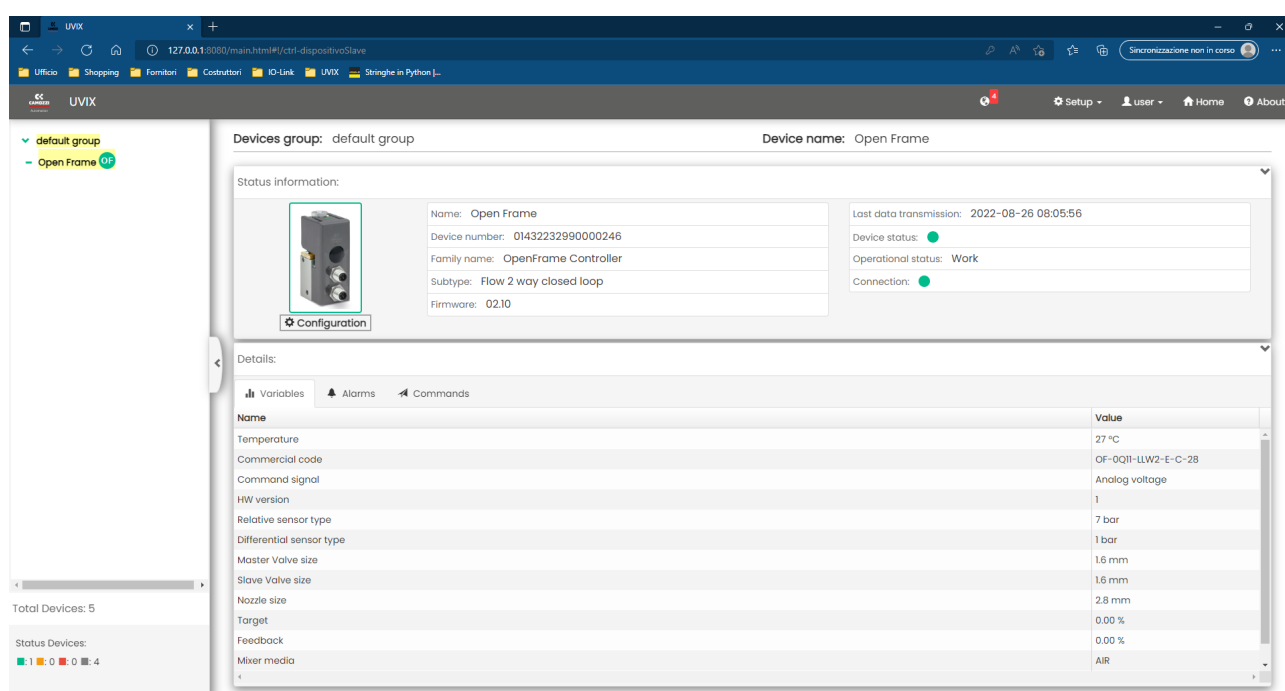 UVIX
127.0.0.1:8080/main.html#!/ctrl-dispositivoSlave
Sincronizzazione non in corso
Ufficio Shopping Fornitori Costruttori IO-Link UVIX Stringhe in Python |...
CAMOZZI UVIX 4 Setup user Home About
default group
Open Frame OF
Devices group: default group Device name: Open Frame
Status information:
Name: Open Frame
Device number: 01432232990000246
Family name: OpenFrame Controller
Subtype: Flow 2 way closed loop
Firmware: 02.10
Last data transmission: 2022-08-26 08:05:56
Device status:
Operational status: Work
Connection:
Configuration
Details:
Variables Alarms Commands
Name Value
Temperature 27 °C
Commercial code OF-0Q11-LLW2-E-C-28
Command signal Analog voltage
HW version 1
Relative sensor type 7 bar
Differential sensor type 1 bar
Master Valve size 1.6 mm
Slave Valve size 1.6 mm
Nozzle size 2.8 mm
Target 0.00 %
Feedback 0.00 %
Mixer media AIR
Total Devices: 5
Status Devices:
: 1 : 0 : 0 : 4